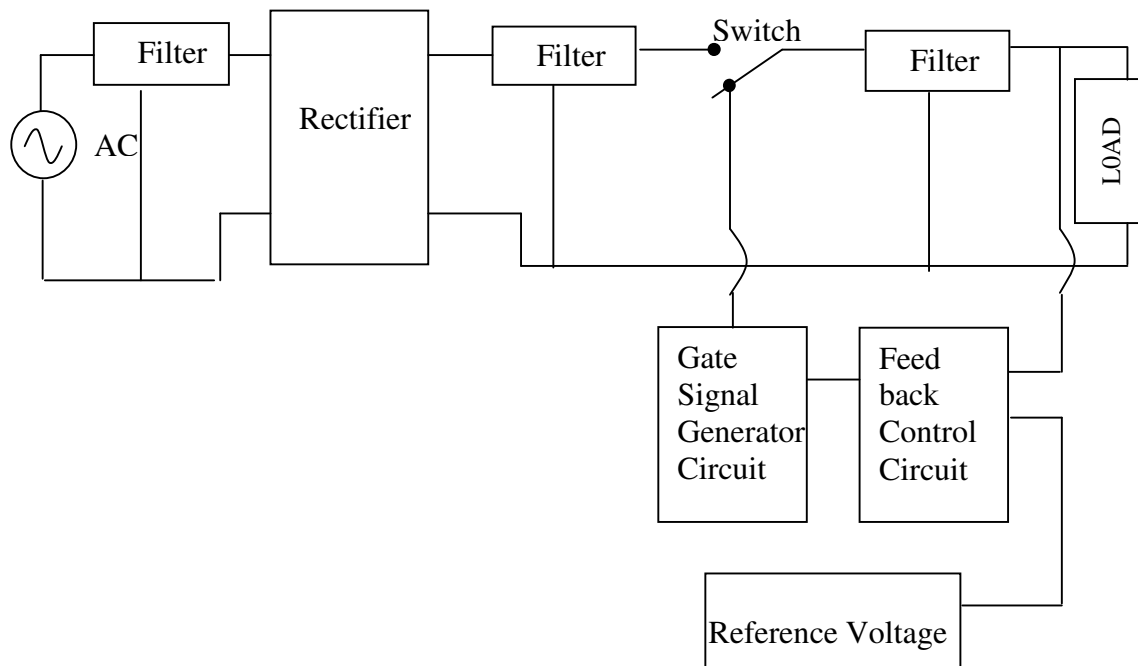 Switch
Filter
Filter
Filter
Rectifier
AC
L0AD
Gate
Signal
Generator
Circuit
Feed
back
Control
Circuit
Reference Voltage